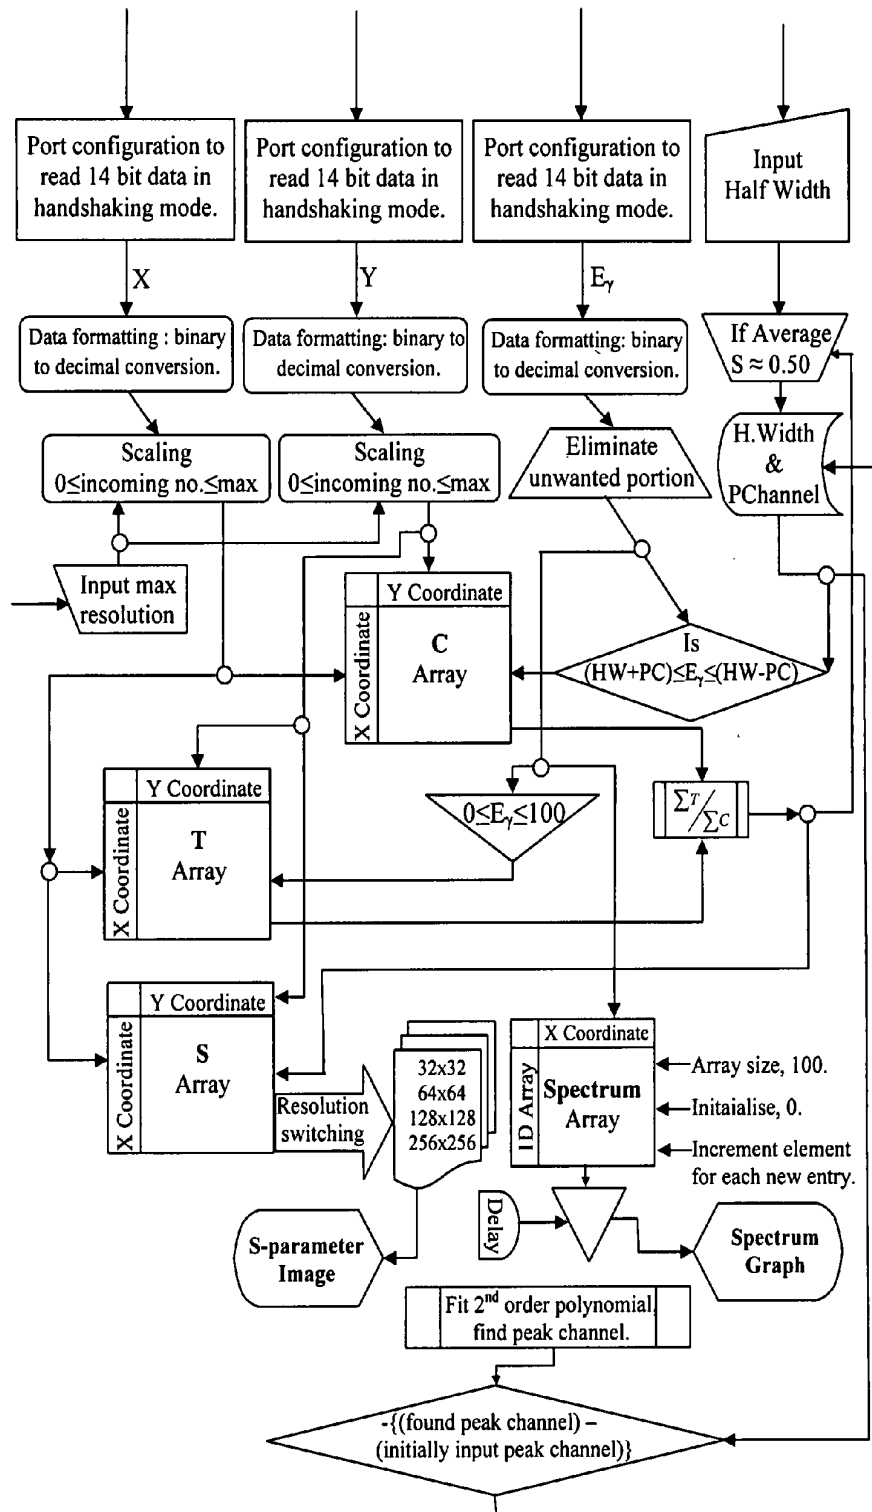 Port configuration to
read 14 bit data in
handshaking mode.
Port configuration to
read 14 bit data in
handshaking mode.
Port configuration to
read 14 bit data in
handshaking mode.
Input
Half Width
X
Y
Eγ
Data formatting : binary
to decimal conversion.
Data formatting: binary to
decimal conversion.
Data formatting: binary
to decimal conversion.
If Average
S ≈ 0.50
Scaling
0≤incoming no.≤max
Scaling
0≤incoming no.≤max
Eliminate
unwanted portion
H.Width
&
PChannel
Input max
resolution
Y Coordinate
X Coordinate
C
Array
Is
(HW+PC)≤Eγ≤(HW-PC)
Y Coordinate
X Coordinate
T
Array
0≤Eγ≤100
∑T/∑C
Y Coordinate
X Coordinate
S
Array
Resolution
switching
32x32
64x64
128x128
256x256
X Coordinate
1D Array
Spectrum
Array
Array size, 100.
Initaialise, 0.
Increment element
for each new entry.
Delay
S-parameter
Image
Spectrum
Graph
Fit 2nd order polynomial,
find peak channel.
-{(found peak channel) –
(initially input peak channel)}